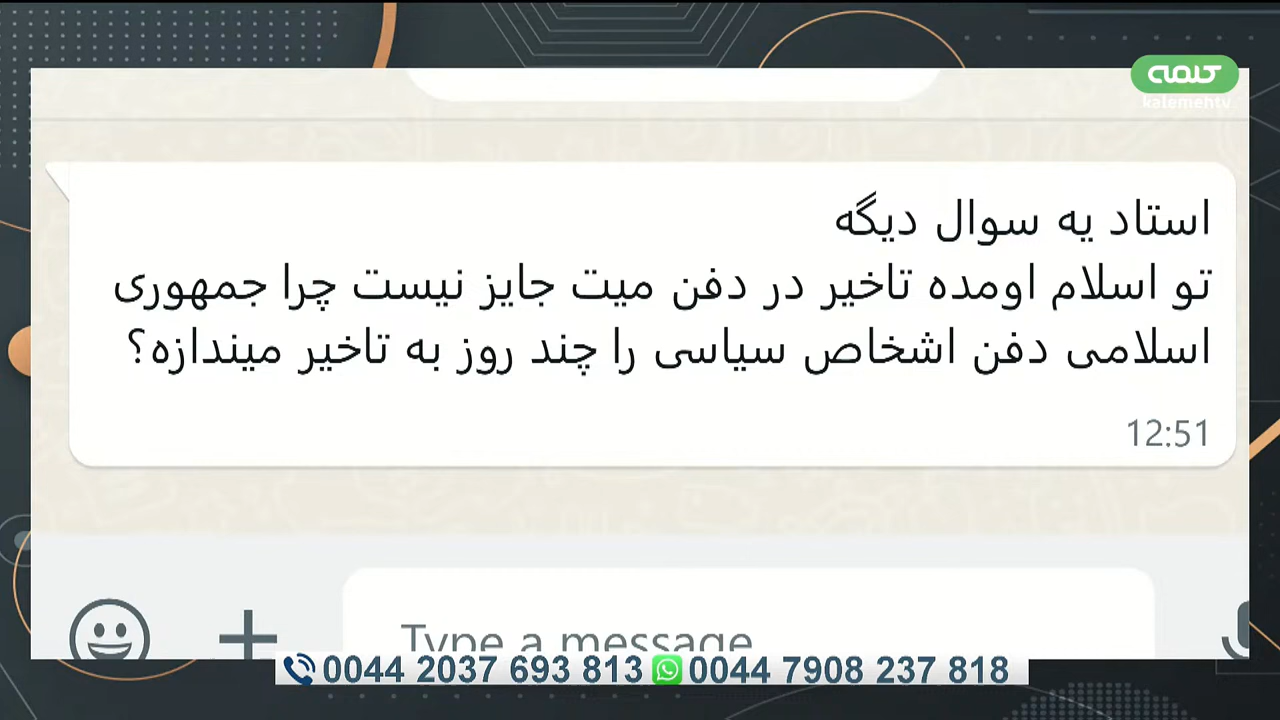 كلمة
kalemehtv
استاد یه سوال دیگه
تو اسلام اومده تاخیر در دفن میت جایز نیست چرا جمهوری
اسلامی دفن اشخاص سیاسی را چند روز به تاخیر میندازه؟
12:51
Type a message
0044 2037 693 813 0044 7908 237 818